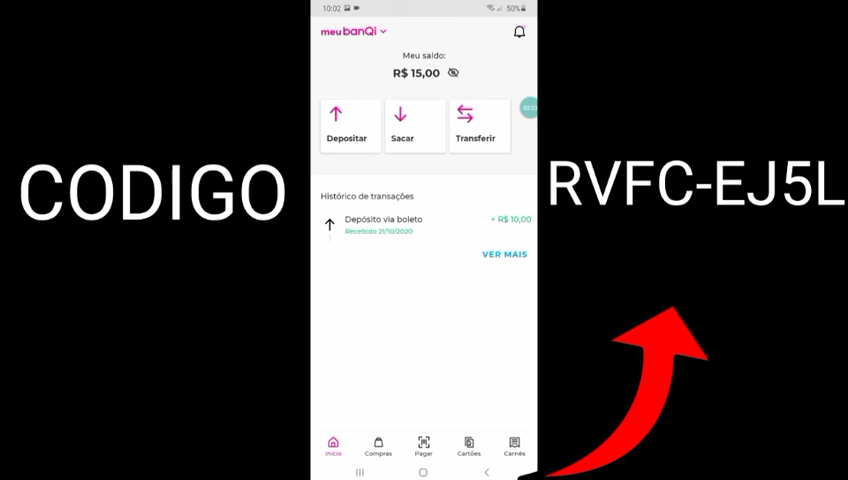 10:02
50%
meu banQi
Meu saldo:
R$ 15,00
Depositar
Sacar
Transferir
CODIGO
RVFC-EJ5L
Histórico de transações
Depósito via boleto
+ R$ 10,00
Recebido 21/10/2020
VER MAIS
Início
Compras
Pagar
Cartões
Carnês